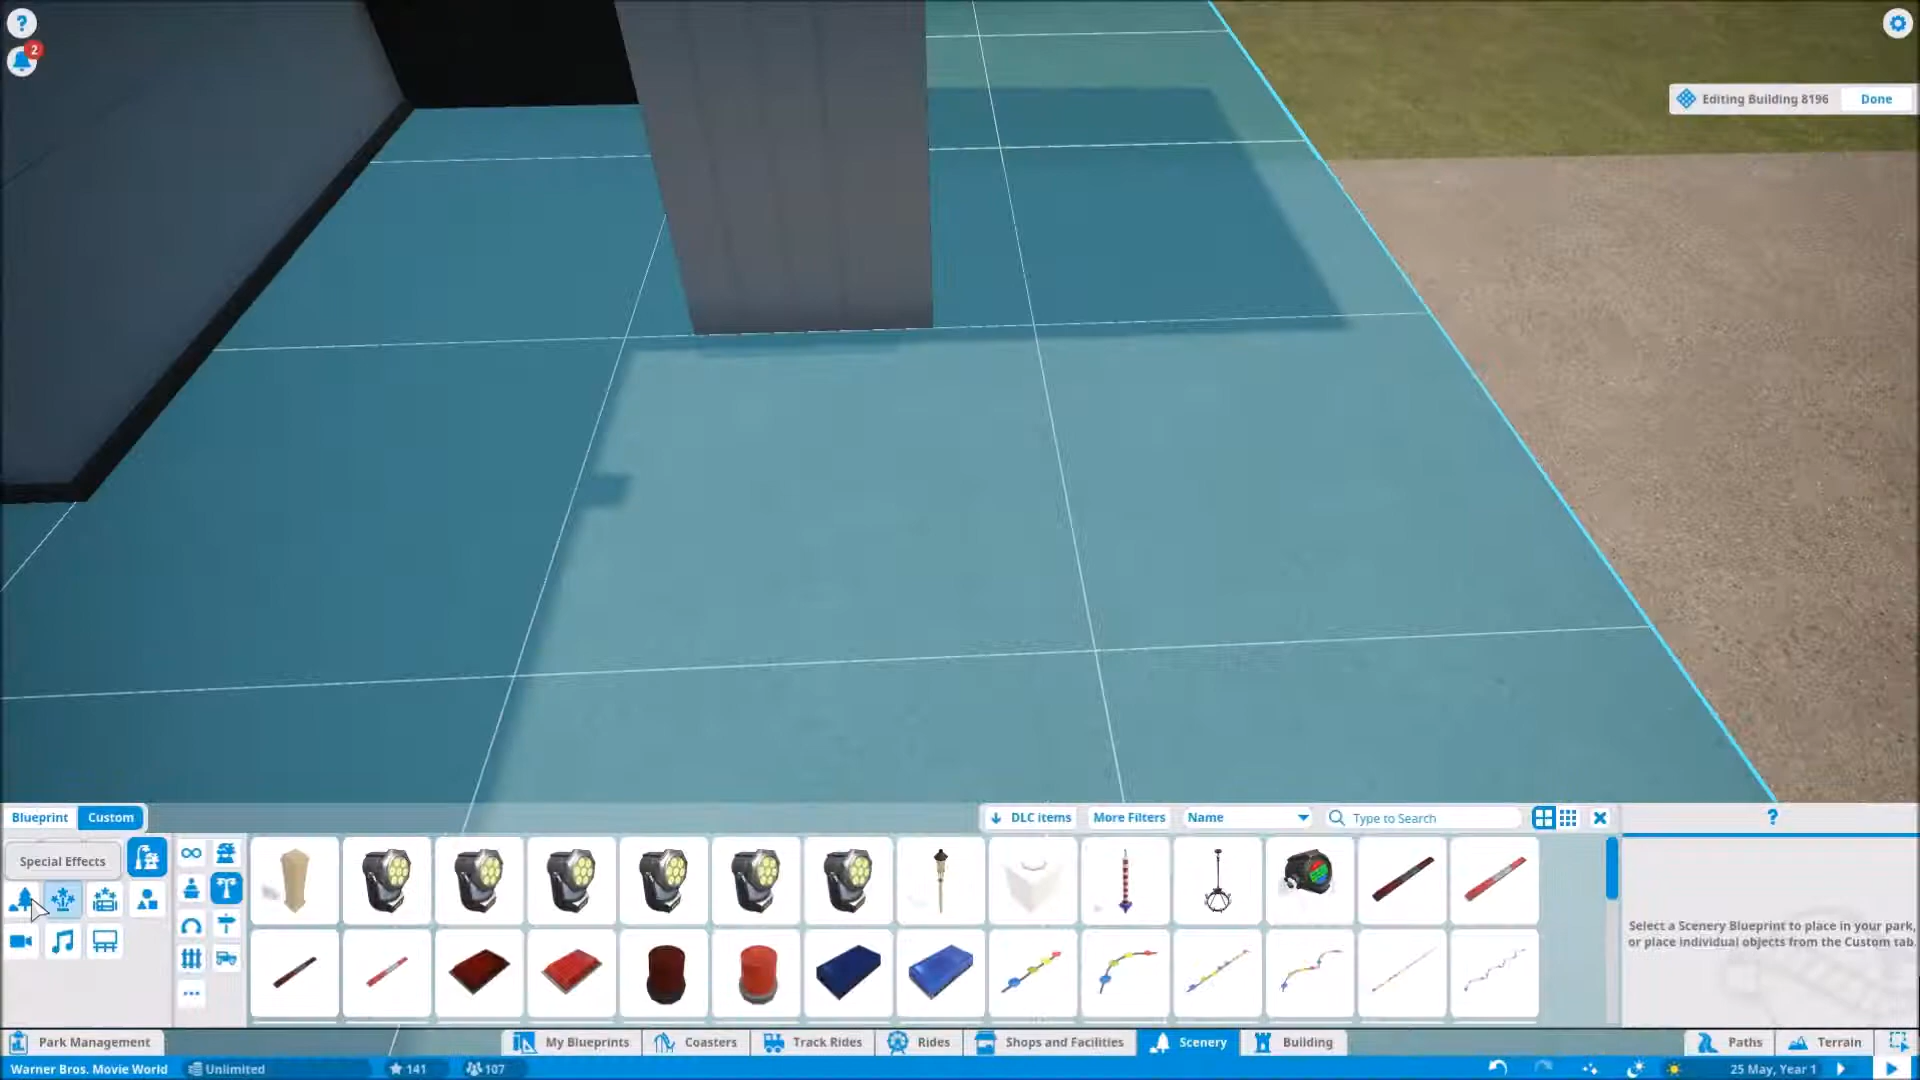 ?
2
Editing Building 8196
Done
Blueprint
Custom
DLC items
More Filters
Name
Type to Search
?
Special Effects
Select a Scenery Blueprint to place in your park,
or place individual objects from the Custom tab.
Park Management
My Blueprints
Coasters
Track Rides
Rides
Shops and Facilities
Scenery
Building
Paths
Terrain
Warner Bros. Movie World
Unlimited
141
107
25 May, Year 1